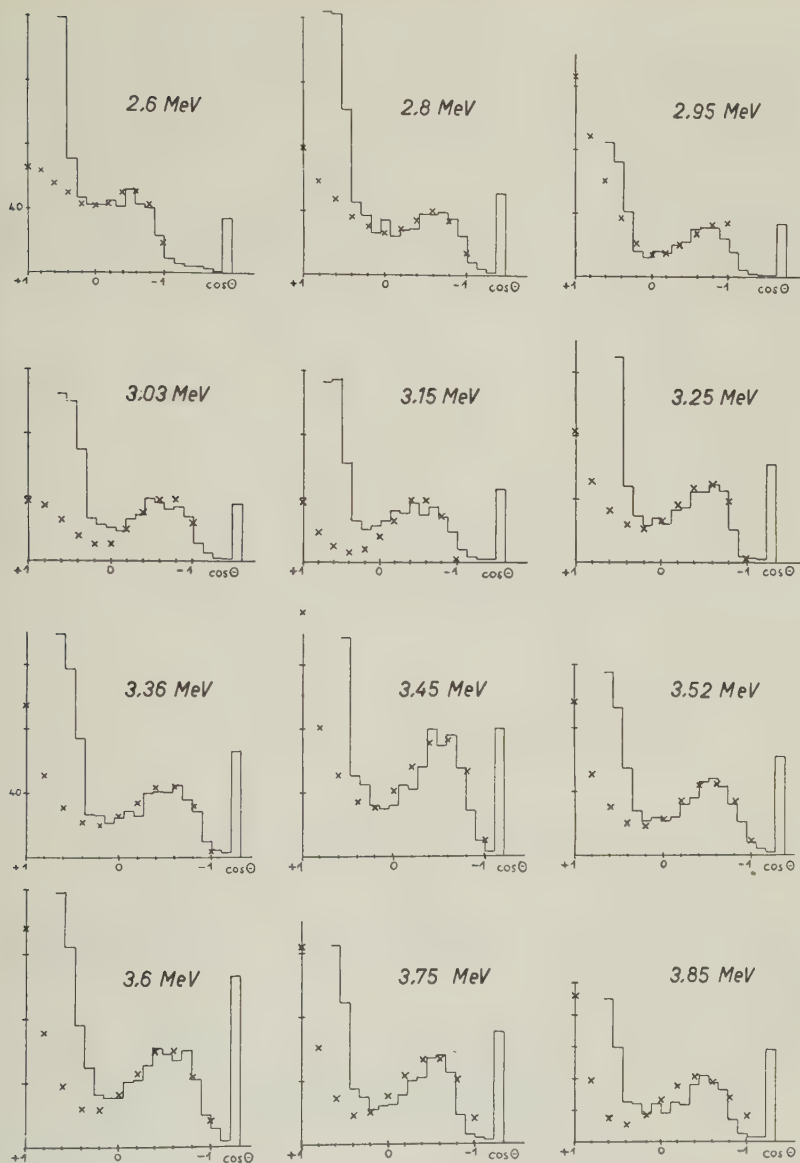 2.6 MeV
40
+1 0 -1 cosΘ
2.8 MeV
+1 0 -1 cosΘ
2.95 MeV
+1 0 -1 cosΘ
3.03 MeV
+1 0 -1 cosΘ
3.15 MeV
+1 0 -1 cosΘ
3.25 MeV
+1 0 -1 cosΘ
3.36 MeV
40
+1 0 -1 cosΘ
3.45 MeV
+1 0 -1 cosΘ
3.52 MeV
+1 0 -1 cosΘ
3.6 MeV
+1 0 -1 cosΘ
3.75 MeV
+1 0 -1 cosΘ
3.85 MeV
+1 0 -1 cosΘ